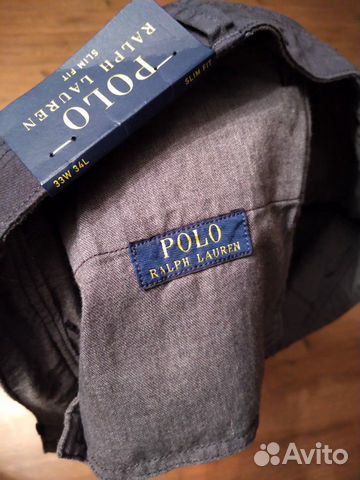 POLO
RALPH LAUREN
SLIM FIT
33W 34L
SLIM FIT
POLO
RALPH LAUREN
Avito